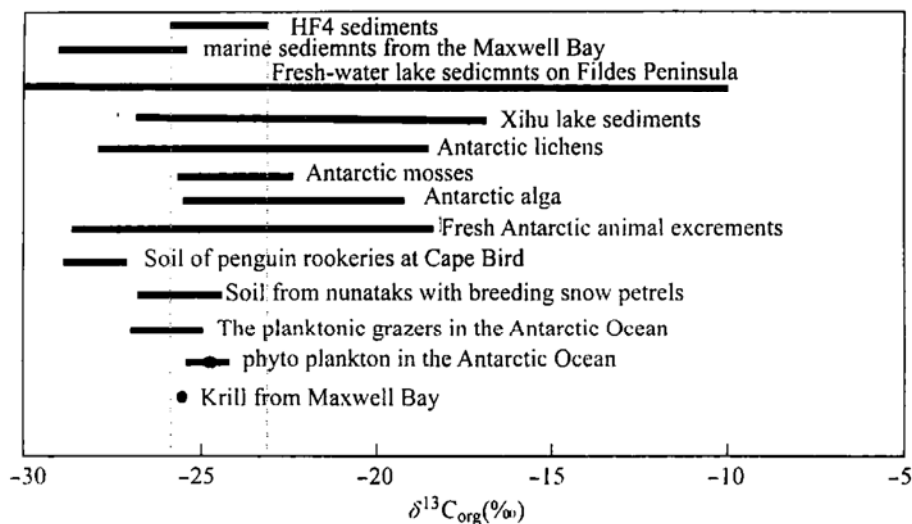 HF4 sediments
marine sediemnts from the Maxwell Bay
Fresh-water lake sedicmnts on Fildes Peninsula
Xihu lake sediments
Antarctic lichens
Antarctic mosses
Antarctic alga
Fresh Antarctic animal excrements
Soil of penguin rookeries at Cape Bird
Soil from nunataks with breeding snow petrels
The planktonic grazers in the Antarctic Ocean
phyto plankton in the Antarctic Ocean
Krill from Maxwell Bay
−30 −25 −20 −15 −10 −5
δ¹³C_org(‰)